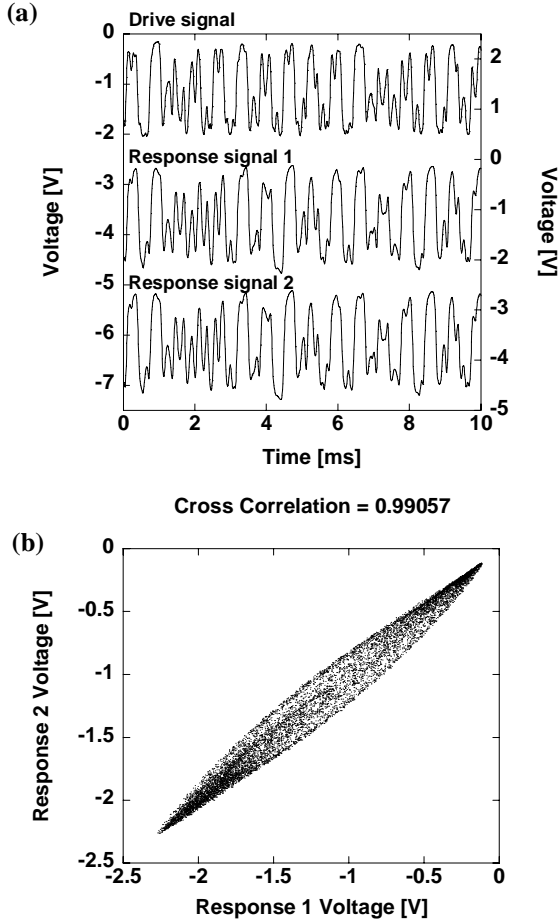 (a)
Drive signal
Response signal 1
Response signal 2
0
-1
-2
-3
-4
-5
-6
-7
Voltage [V]
2
1
0
-1
-2
-3
-4
-5
Voltage [V]
0 2 4 6 8 10
Time [ms]
Cross Correlation = 0.99057
(b)
0
-0.5
-1
-1.5
-2
-2.5
Response 2 Voltage [V]
-2.5 -2 -1.5 -1 -0.5 0
Response 1 Voltage [V]